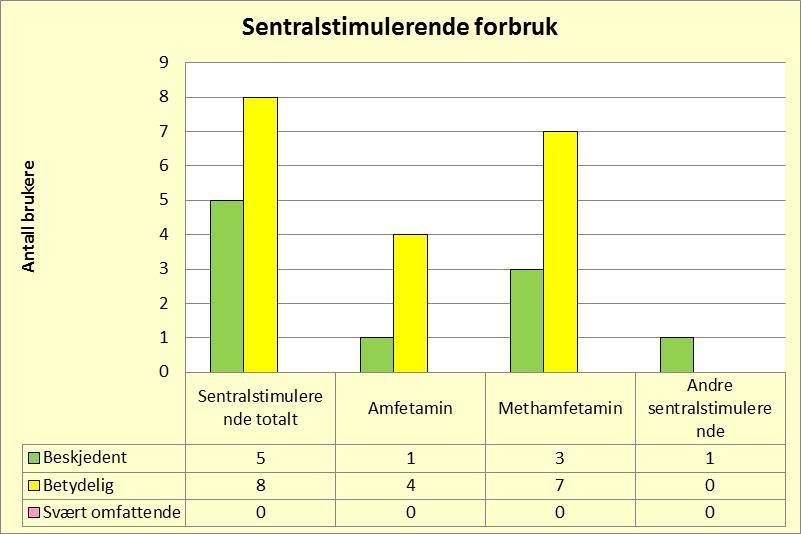 Sentralstimulerende forbruk
Antall brukere
9
8
7
6
5
4
3
2
1
0
Sentralstimulere
nde totalt
Amfetamin
Methamfetamin
Andre
sentralstimulere
nde
Beskjedent 5 1 3 1
Betydelig 8 4 7 0
Svært omfattende 0 0 0 0